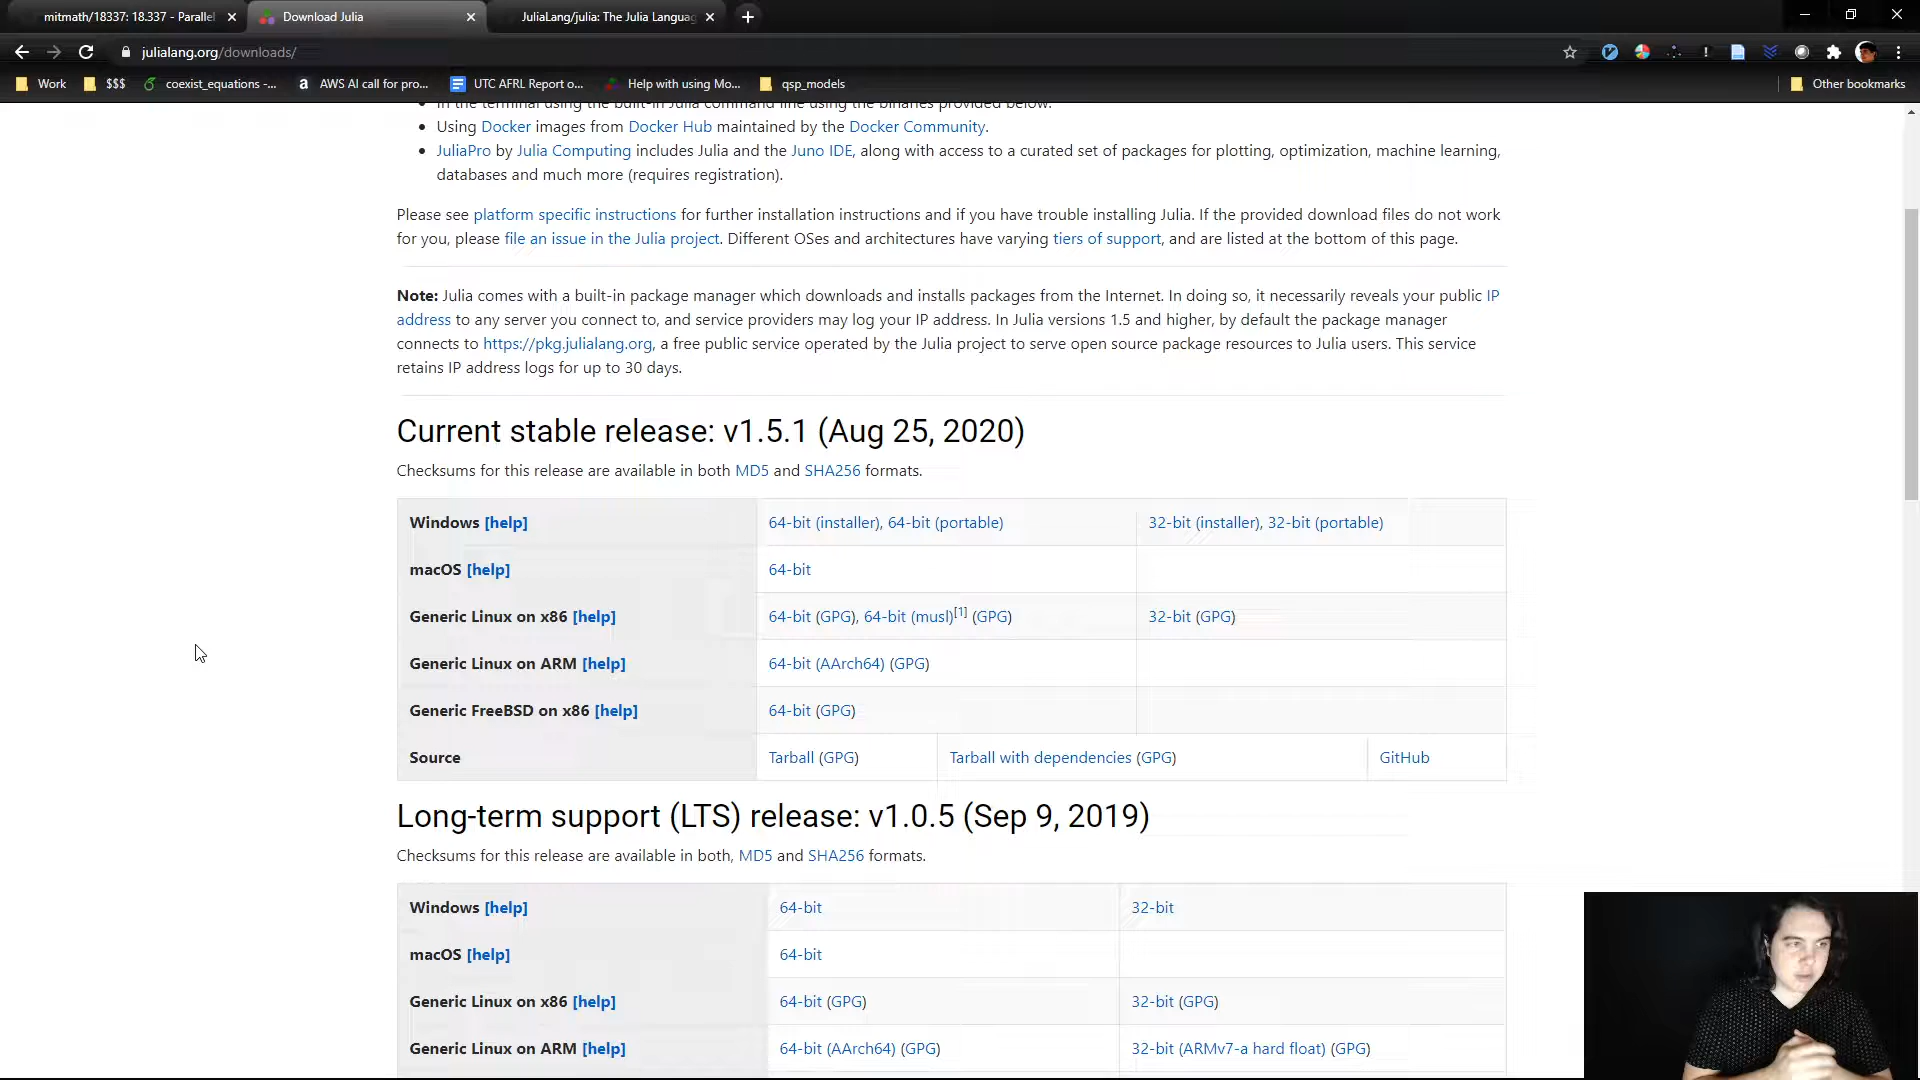 mitmath/18337: 18.337 - Parallel
Download Julia
JuliaLang/julia: The Julia Languag
julialang.org/downloads/
Work
$$$
coexist_equations -...
AWS AI call for pro...
UTC AFRL Report o...
Help with using Mo...
qsp_models
Other bookmarks
In the terminal using the built-in Julia command line using the binaries provided below.
Using Docker images from Docker Hub maintained by the Docker Community.
JuliaPro by Julia Computing includes Julia and the Juno IDE, along with access to a curated set of packages for plotting, optimization, machine learning,
databases and much more (requires registration).
Please see platform specific instructions for further installation instructions and if you have trouble installing Julia. If the provided download files do not work
for you, please file an issue in the Julia project. Different OSes and architectures have varying tiers of support, and are listed at the bottom of this page.
Note: Julia comes with a built-in package manager which downloads and installs packages from the Internet. In doing so, it necessarily reveals your public IP
address to any server you connect to, and service providers may log your IP address. In Julia versions 1.5 and higher, by default the package manager
connects to https://pkg.julialang.org, a free public service operated by the Julia project to serve open source package resources to Julia users. This service
retains IP address logs for up to 30 days.
Current stable release: v1.5.1 (Aug 25, 2020)
Checksums for this release are available in both MD5 and SHA256 formats.
Windows [help] 64-bit (installer), 64-bit (portable) 32-bit (installer), 32-bit (portable)
macOS [help] 64-bit
Generic Linux on x86 [help] 64-bit (GPG), 64-bit (musl)[1] (GPG) 32-bit (GPG)
Generic Linux on ARM [help] 64-bit (AArch64) (GPG)
Generic FreeBSD on x86 [help] 64-bit (GPG)
Source Tarball (GPG) Tarball with dependencies (GPG) GitHub
Long-term support (LTS) release: v1.0.5 (Sep 9, 2019)
Checksums for this release are available in both, MD5 and SHA256 formats.
Windows [help] 64-bit 32-bit
macOS [help] 64-bit
Generic Linux on x86 [help] 64-bit (GPG) 32-bit (GPG)
Generic Linux on ARM [help] 64-bit (AArch64) (GPG) 32-bit (ARMv7-a hard float) (GPG)